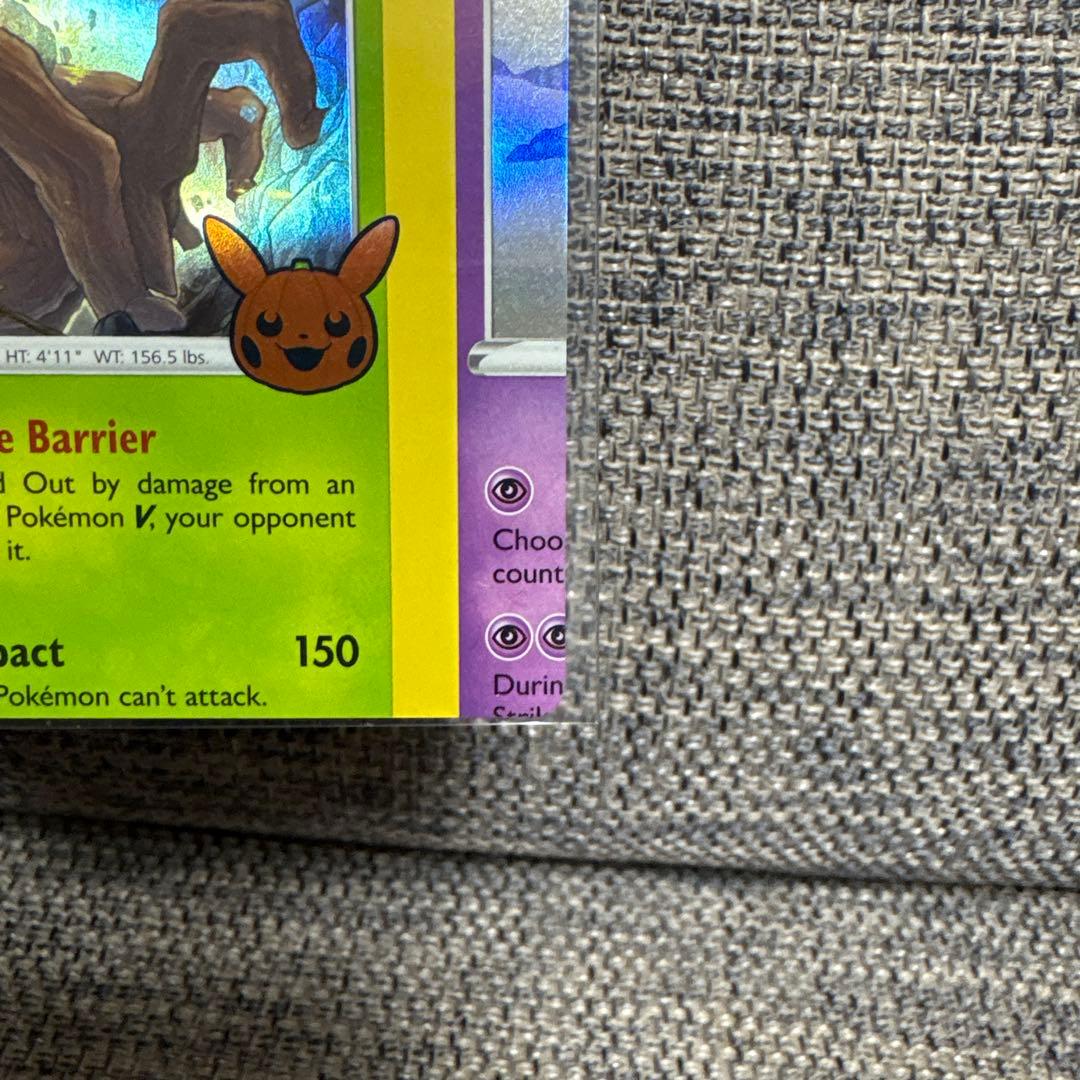 HT: 4'11" WT: 156.5 lbs.
e Barrier
d Out by damage from an
Pokémon V, your opponent
it.
pact 150
Pokémon can't attack.
Choo
count
Durin